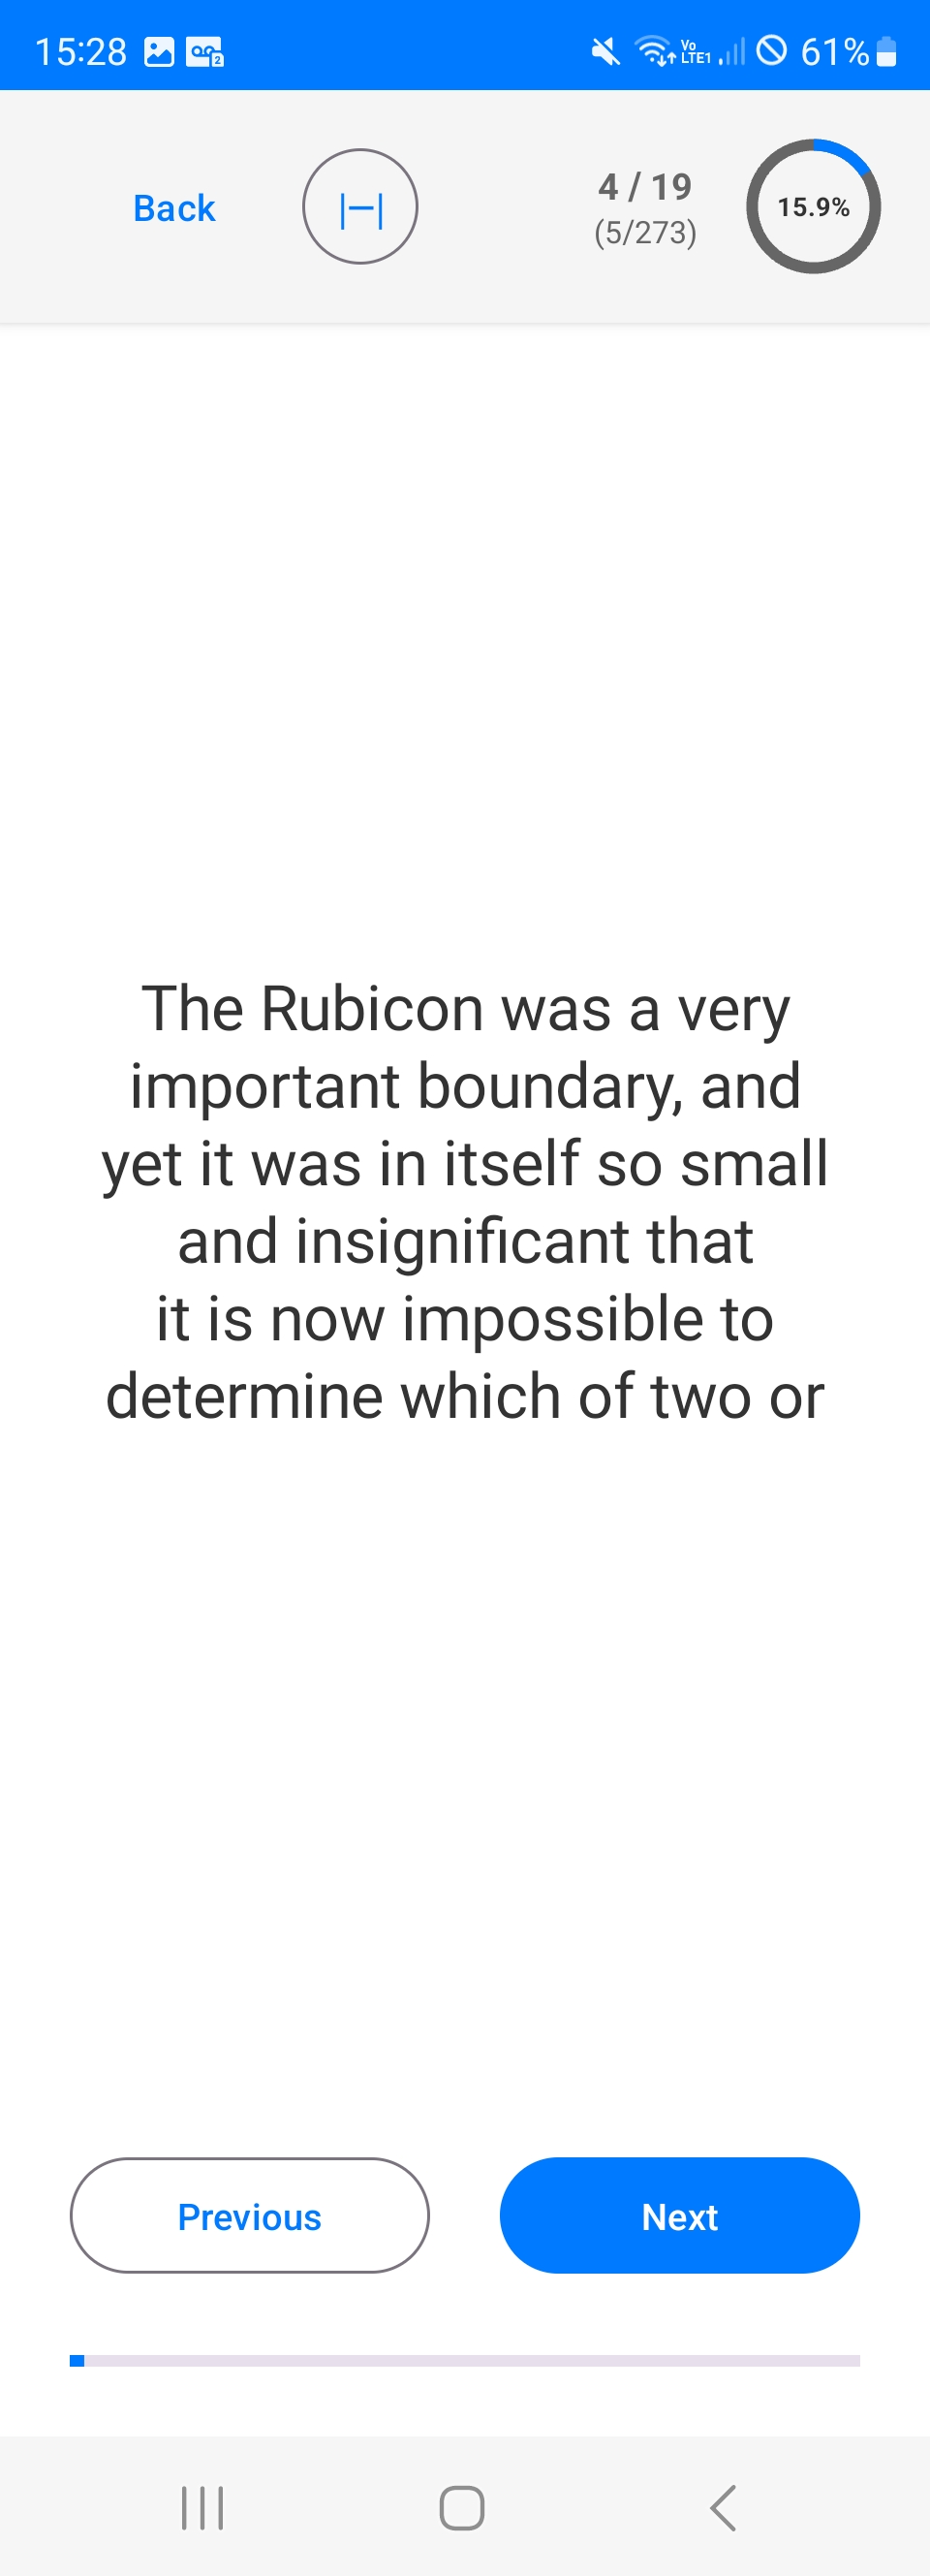 15:28
2
Vo
LTE1
61%
Back
|—|
4 / 19
(5/273)
15.9%
The Rubicon was a very
important boundary, and
yet it was in itself so small
and insignificant that
it is now impossible to
determine which of two or
Previous
Next